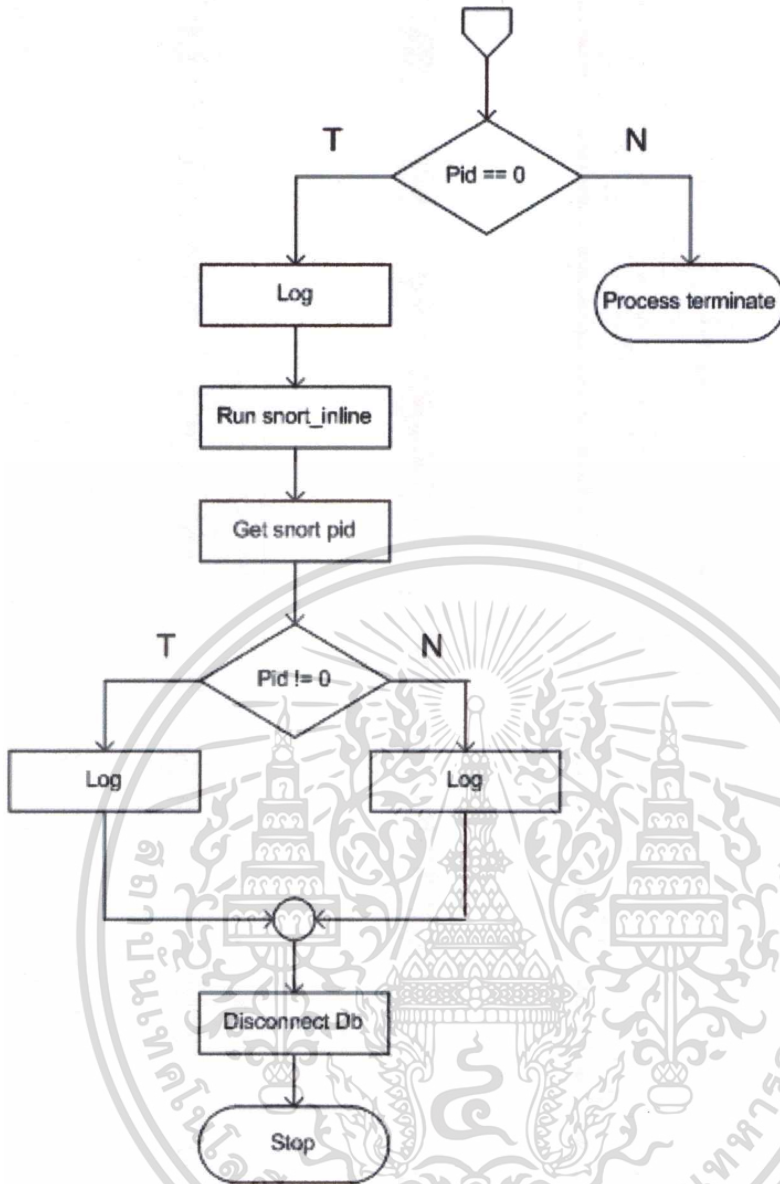 T
N
Pid == 0
Log
Process terminate
Run snort_inline
Get snort pid
T
N
Pid != 0
Log
Log
Disconnect Db
Stop